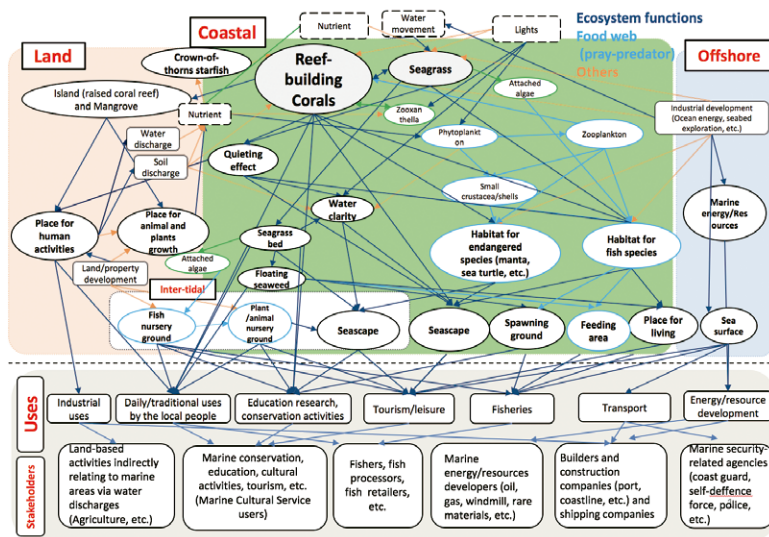 Ecosystem functions
Food web
(pray-predator)
Others
Land
Coastal
Offshore
Nutrient
Water
movement
Lights
Crown-of-
thorns starfish
Reef-
building
Corals
Seagrass
Attached
algae
Island (raised coral reef)
and Mangrove
Nutrient
Zooxan
thella
Phytoplankt
on
Zooplankton
Industrial development
(Ocean energy, seabed
exploration, etc.)
Water
discharge
Soil
discharge
Quieting
effect
Small
crustacea/shells
Marine
energy/Res
ources
Place for
human
activities
Place for
animal and
plants
growth
Water
clarity
Seagrass
bed
Habitat for
endangered
species (manta,
sea turtle, etc.)
Habitat for
fish species
Attached
algae
Land/property
development
Floating
seaweed
Inter-tidal
Fish
nursery
ground
Plant
/animal
nursery
ground
Seascape
Seascape
Spawning
ground
Feeding
area
Place for
living
Sea
surface
Uses
Industrial
uses
Daily/traditional uses
by the local people
Education research,
conservation activities
Tourism/leisure
Fisheries
Transport
Energy/resource
development
Stakeholders
Land-based
activities indirectly
relating to marine
areas via water
discharges
(Agriculture, etc.)
Marine conservation,
education, cultural
activities, tourism, etc.
(Marine Cultural Service
users)
Fishers, fish
processors,
fish retailers,
etc.
Marine
energy/resources
developers (oil,
gas, windmill, rare
materials, etc.)
Builders and
construction
companies (port,
coastline, etc.) and
shipping companies
Marine security-
related agencies
(coast guard,
self-deffence
force, police,
etc.)